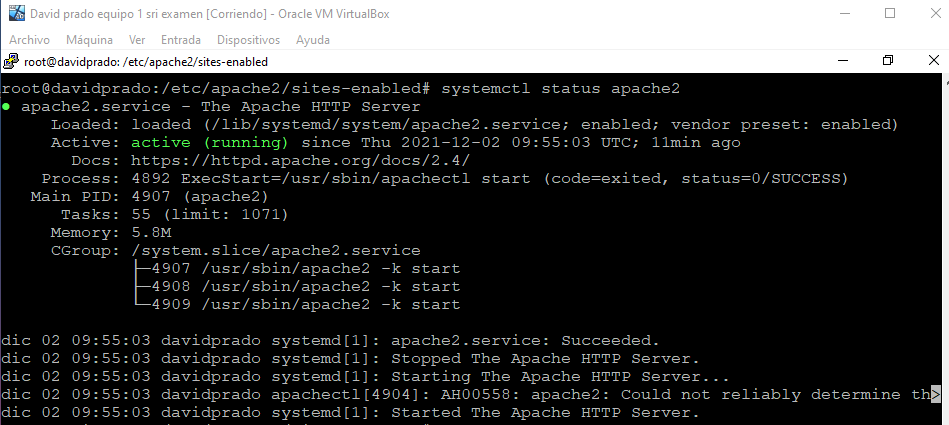 David prado equipo 1 sri examen [Corriendo] - Oracle VM VirtualBox
Archivo Máquina Ver Entrada Dispositivos Ayuda
root@davidprado: /etc/apache2/sites-enabled
root@davidprado:/etc/apache2/sites-enabled# systemctl status apache2
● apache2.service - The Apache HTTP Server
Loaded: loaded (/lib/systemd/system/apache2.service; enabled; vendor preset: enabled)
Active: active (running) since Thu 2021-12-02 09:55:03 UTC; 11min ago
Docs: https://httpd.apache.org/docs/2.4/
Process: 4892 ExecStart=/usr/sbin/apachectl start (code=exited, status=0/SUCCESS)
Main PID: 4907 (apache2)
Tasks: 55 (limit: 1071)
Memory: 5.8M
CGroup: /system.slice/apache2.service
├─4907 /usr/sbin/apache2 -k start
├─4908 /usr/sbin/apache2 -k start
└─4909 /usr/sbin/apache2 -k start
dic 02 09:55:03 davidprado systemd[1]: apache2.service: Succeeded.
dic 02 09:55:03 davidprado systemd[1]: Stopped The Apache HTTP Server.
dic 02 09:55:03 davidprado systemd[1]: Starting The Apache HTTP Server...
dic 02 09:55:03 davidprado apachectl[4904]: AH00558: apache2: Could not reliably determine th>
dic 02 09:55:03 davidprado systemd[1]: Started The Apache HTTP Server.